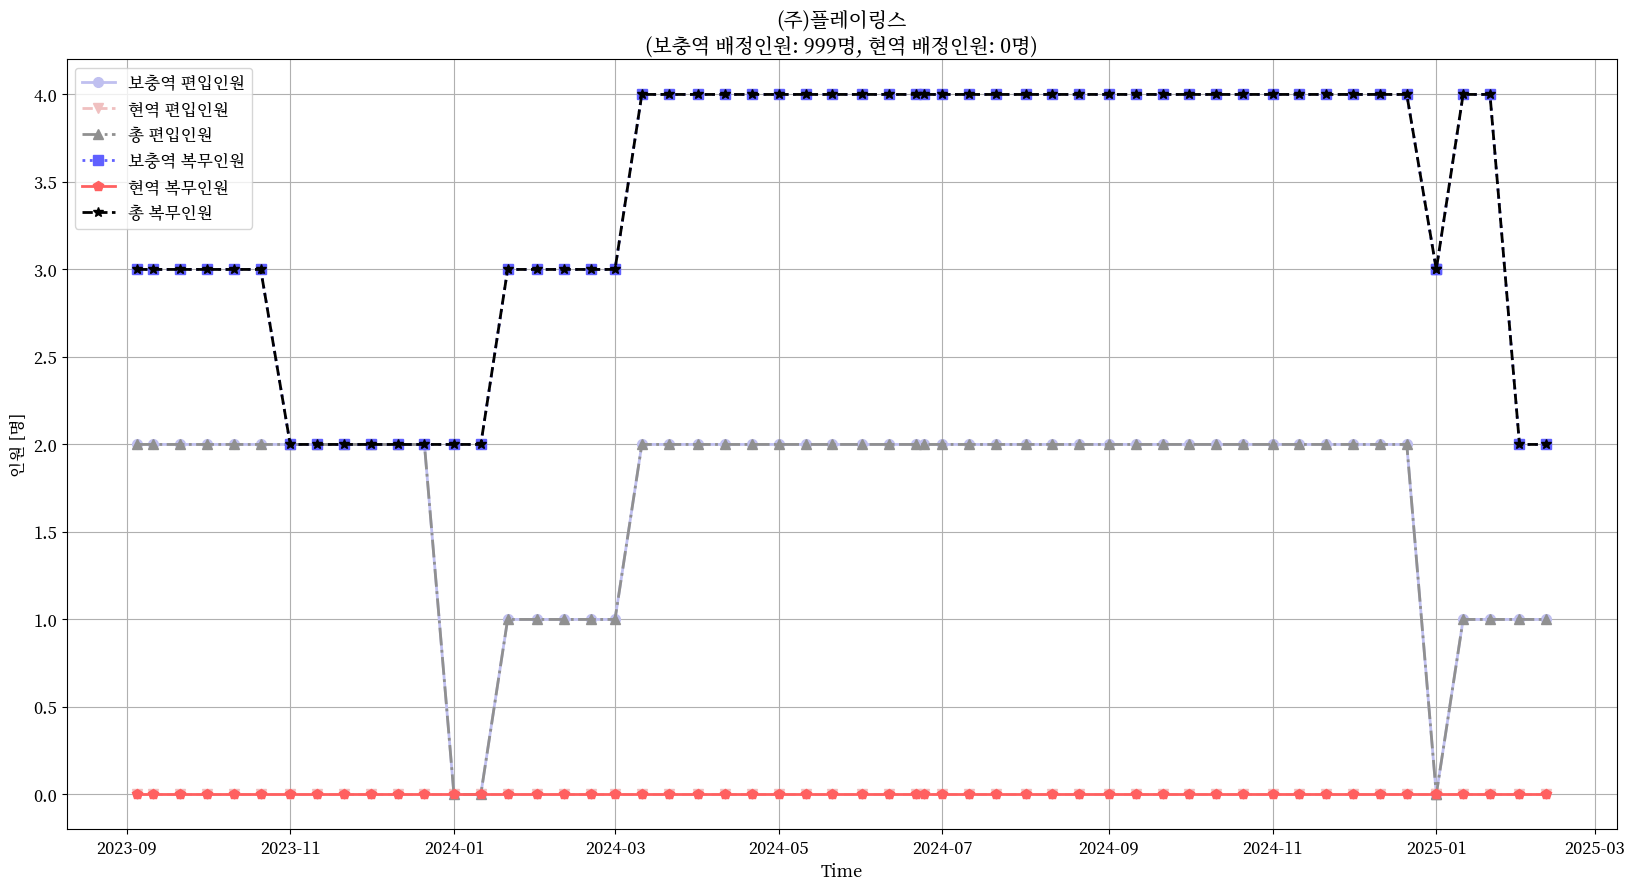 (주)플레이링스
(보충역 배정인원: 999명, 현역 배정인원: 0명)
보충역 편입인원
현역 편입인원
총 편입인원
보충역 복무인원
현역 복무인원
총 복무인원
4.0
3.5
3.0
2.5
2.0
1.5
1.0
0.5
0.0
인원 [명]
2023-09
2023-11
2024-01
2024-03
2024-05
2024-07
2024-09
2024-11
2025-01
2025-03
Time